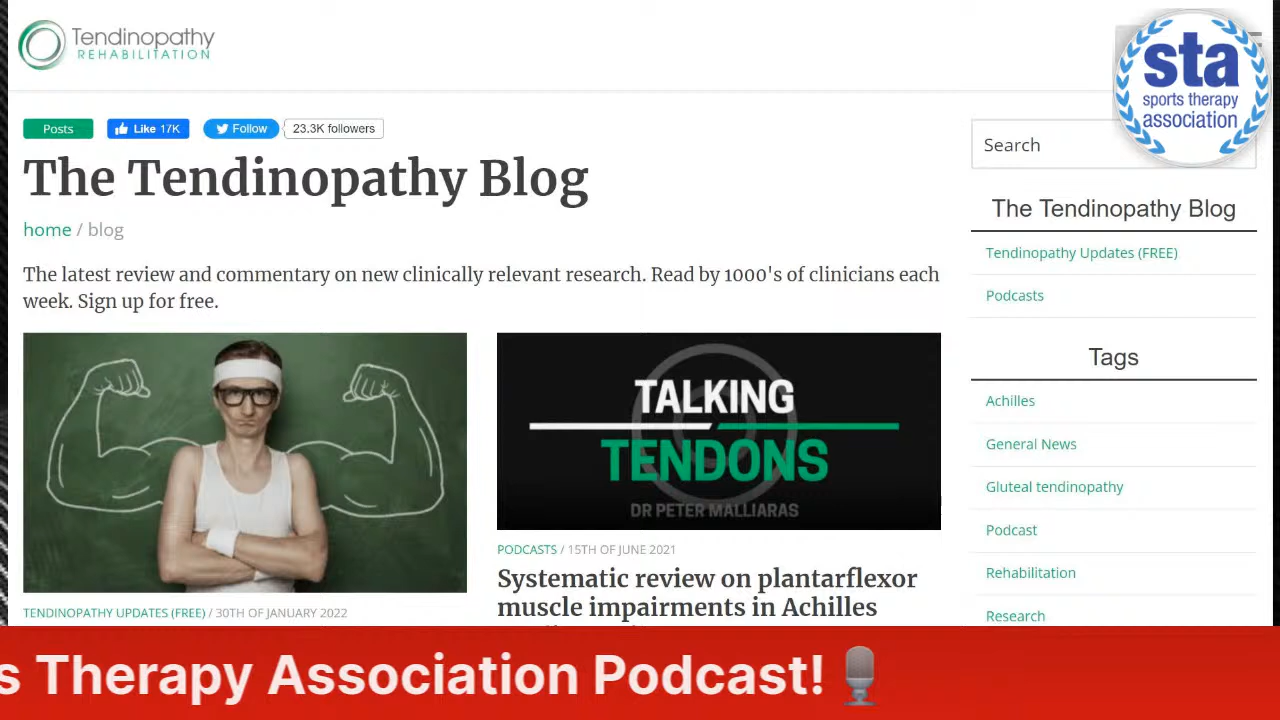 Tendinopathy
REHABILITATION
sta
sports therapy
association
Posts
Like 17K
Follow
23.3K followers
The Tendinopathy Blog
home / blog
The latest review and commentary on new clinically relevant research. Read by 1000's of clinicians each
week. Sign up for free.
TALKING
TENDONS
DR PETER MALLIARAS
TENDINOPATHY UPDATES (FREE) / 30TH OF JANUARY 2022
PODCASTS / 15TH OF JUNE 2021
Systematic review on plantarflexor
muscle impairments in Achilles
Search
The Tendinopathy Blog
Tendinopathy Updates (FREE)
Podcasts
Tags
Achilles
General News
Gluteal tendinopathy
Podcast
Rehabilitation
Research
s Therapy Association Podcast!